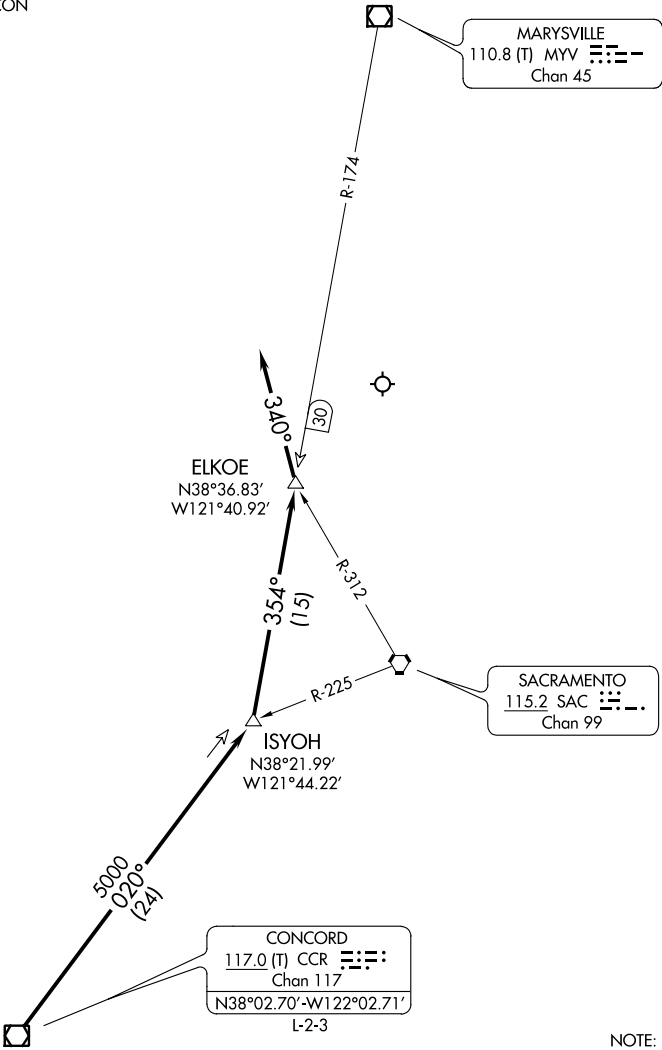 KON
MARYSVILLE
110.8 (T) MYV
Chan 45
R-174
30
340°
ELKOE
N38°36.83′
W121°40.92′
R-312
354°
(15)
SACRAMENTO
115.2 SAC
Chan 99
R-225
ISYOH
N38°21.99′
W121°44.22′
5000
020°
(24)
CONCORD
117.0 (T) CCR
Chan 117
N38°02.70′-W122°02.71′
L-2-3
NOTE: